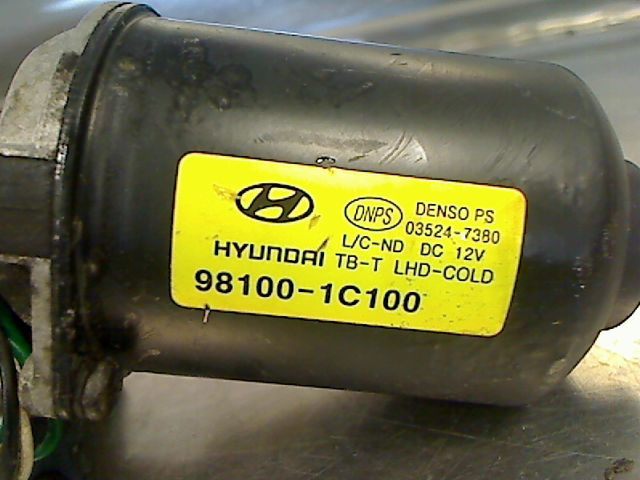 DNPS DENSO PS
03524-7380
L/C-ND DC 12V
HYUNDAI TB-T LHD-COLD
98100-1C100